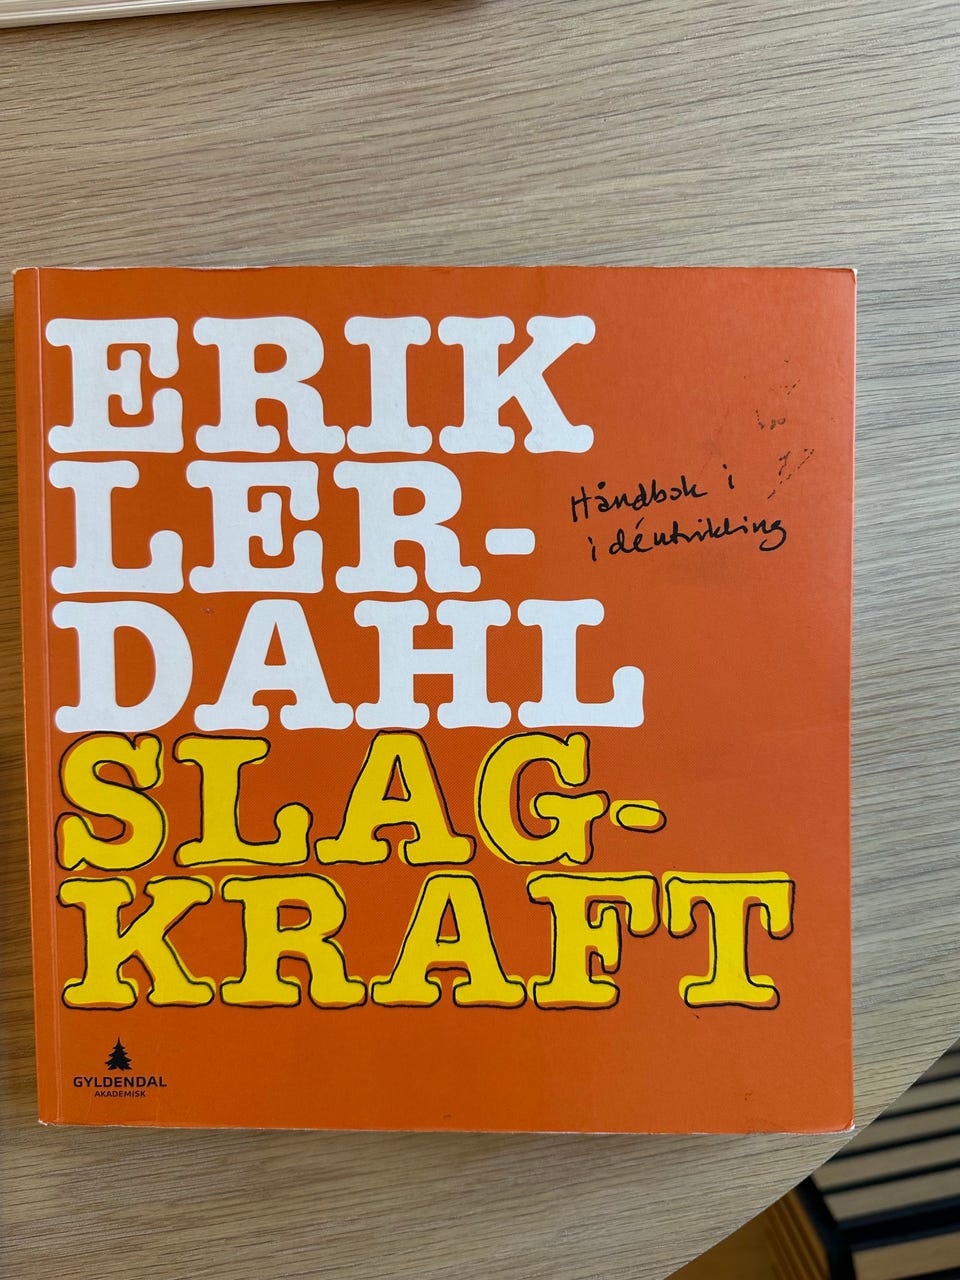 ERIK
LER-
DAHL
Håndbok i
idéutvikling
SLAG-
KRAFT
GYLDENDAL
AKADEMISK